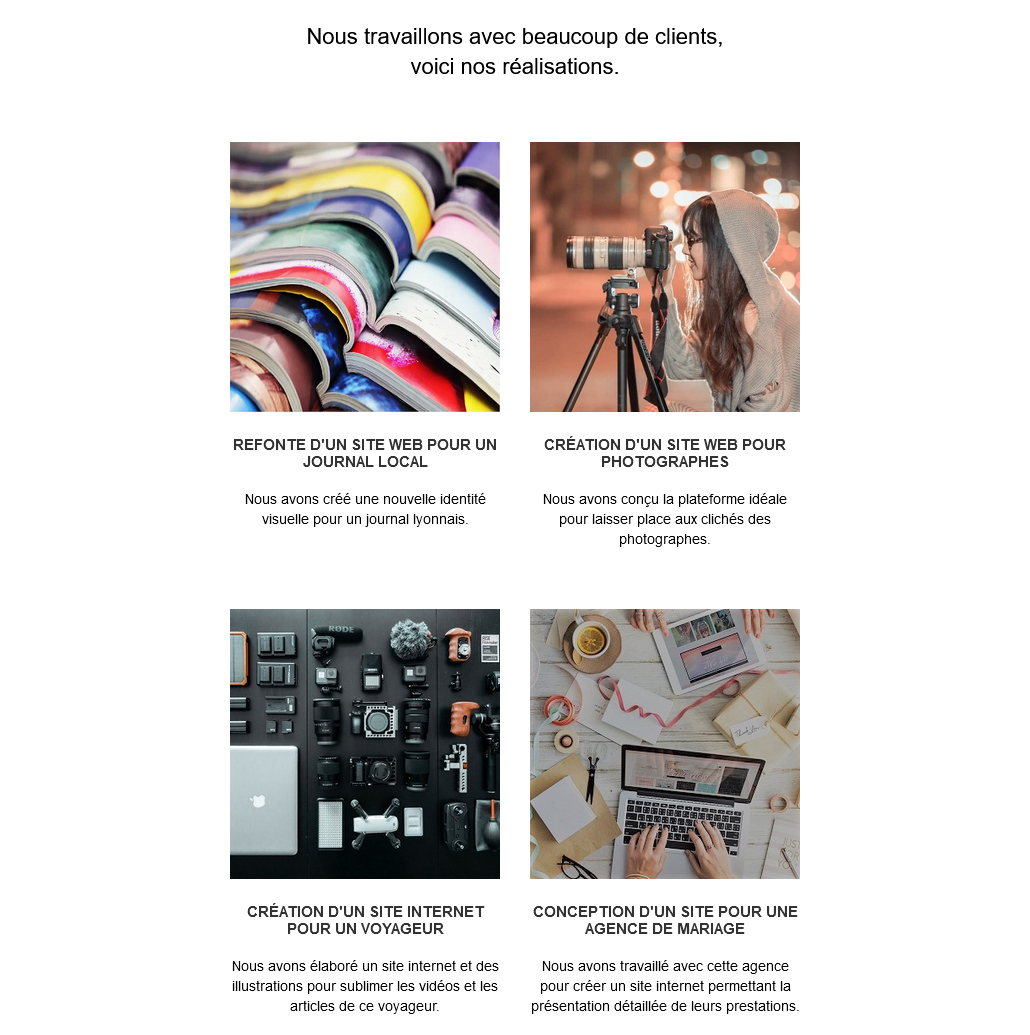 Nous travaillons avec beaucoup de clients,
voici nos réalisations.
REFONTE D'UN SITE WEB POUR UN
JOURNAL LOCAL
Nous avons créé une nouvelle identité
visuelle pour un journal lyonnais.
CRÉATION D'UN SITE WEB POUR
PHOTOGRAPHES
Nous avons conçu la plateforme idéale
pour laisser place aux clichés des
photographes.
RØDE
CRÉATION D'UN SITE INTERNET
POUR UN VOYAGEUR
Nous avons élaboré un site internet et des
illustrations pour sublimer les vidéos et les
articles de ce voyageur.
CONCEPTION D'UN SITE POUR UNE
AGENCE DE MARIAGE
Nous avons travaillé avec cette agence
pour créer un site internet permettant la
présentation détaillée de leurs prestations.